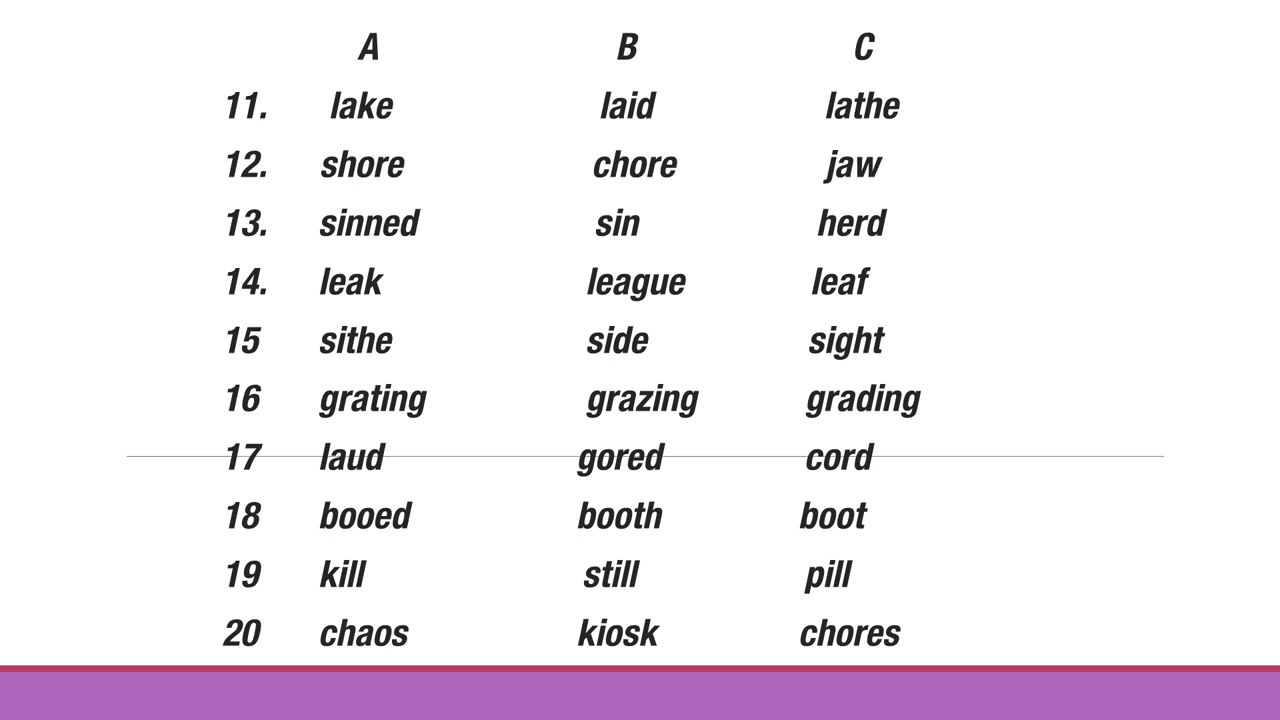 A B C
11. lake laid lathe
12. shore chore jaw
13. sinned sin herd
14. leak league leaf
15 sithe side sight
16 grating grazing grading
17 laud gored cord
18 booed booth boot
19 kill still pill
20 chaos kiosk chores